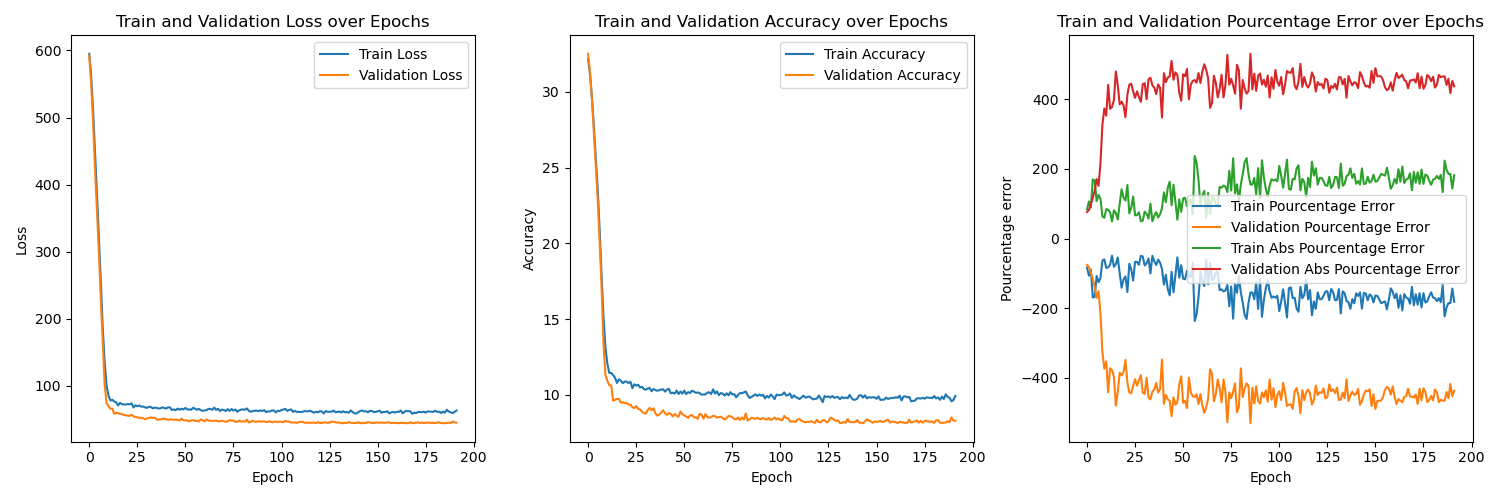 Train and Validation Loss over Epochs
600
500
400
300
200
100
0
25
50
75
100
125
150
175
200
Loss
Epoch
Train Loss
Validation Loss
Train and Validation Accuracy over Epochs
30
25
20
15
10
0
25
50
75
100
125
150
175
200
Accuracy
Epoch
Train Accuracy
Validation Accuracy
Train and Validation Pourcentage Error over Epochs
400
200
0
−200
−400
0
25
50
75
100
125
150
175
200
Pourcentage error
Epoch
Train Pourcentage Error
Validation Pourcentage Error
Train Abs Pourcentage Error
Validation Abs Pourcentage Error